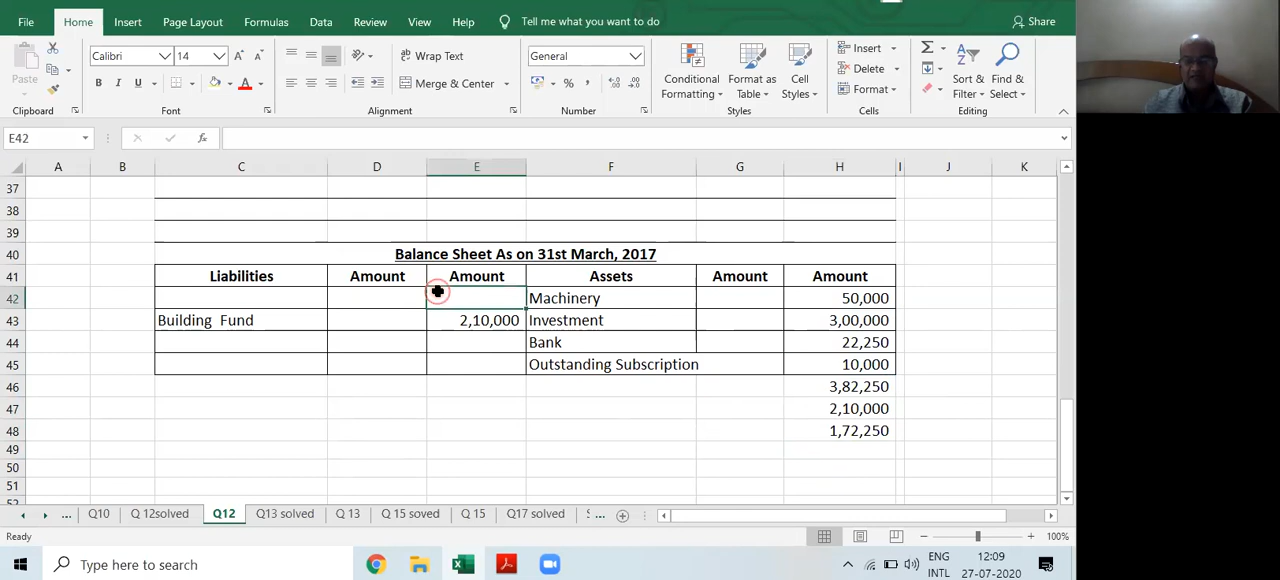 File Home Insert Page Layout Formulas Data Review View Help Tell me what you want to do Share
Calibri 14 Wrap Text General Insert
Paste B I U Merge & Center % Conditional Formatting Format as Table Cell Styles Delete Format Sort & Filter Find & Select
Clipboard Font Alignment Number Styles Cells Editing
E42 fx
A B C D E F G H I J K
37
38
39
40 Balance Sheet As on 31st March, 2017
41 Liabilities Amount Amount Assets Amount Amount
42 Machinery 50,000
43 Building Fund 2,10,000 Investment 3,00,000
44 Bank 22,250
45 Outstanding Subscription 10,000
46 3,82,250
47 2,10,000
48 1,72,250
49
50
51
52
... Q10 Q 12solved Q12 Q13 solved Q 13 Q 15 soved Q 15 Q17 solved ...
Ready 100%
Type here to search ENG INTL 12:09 27-07-2020